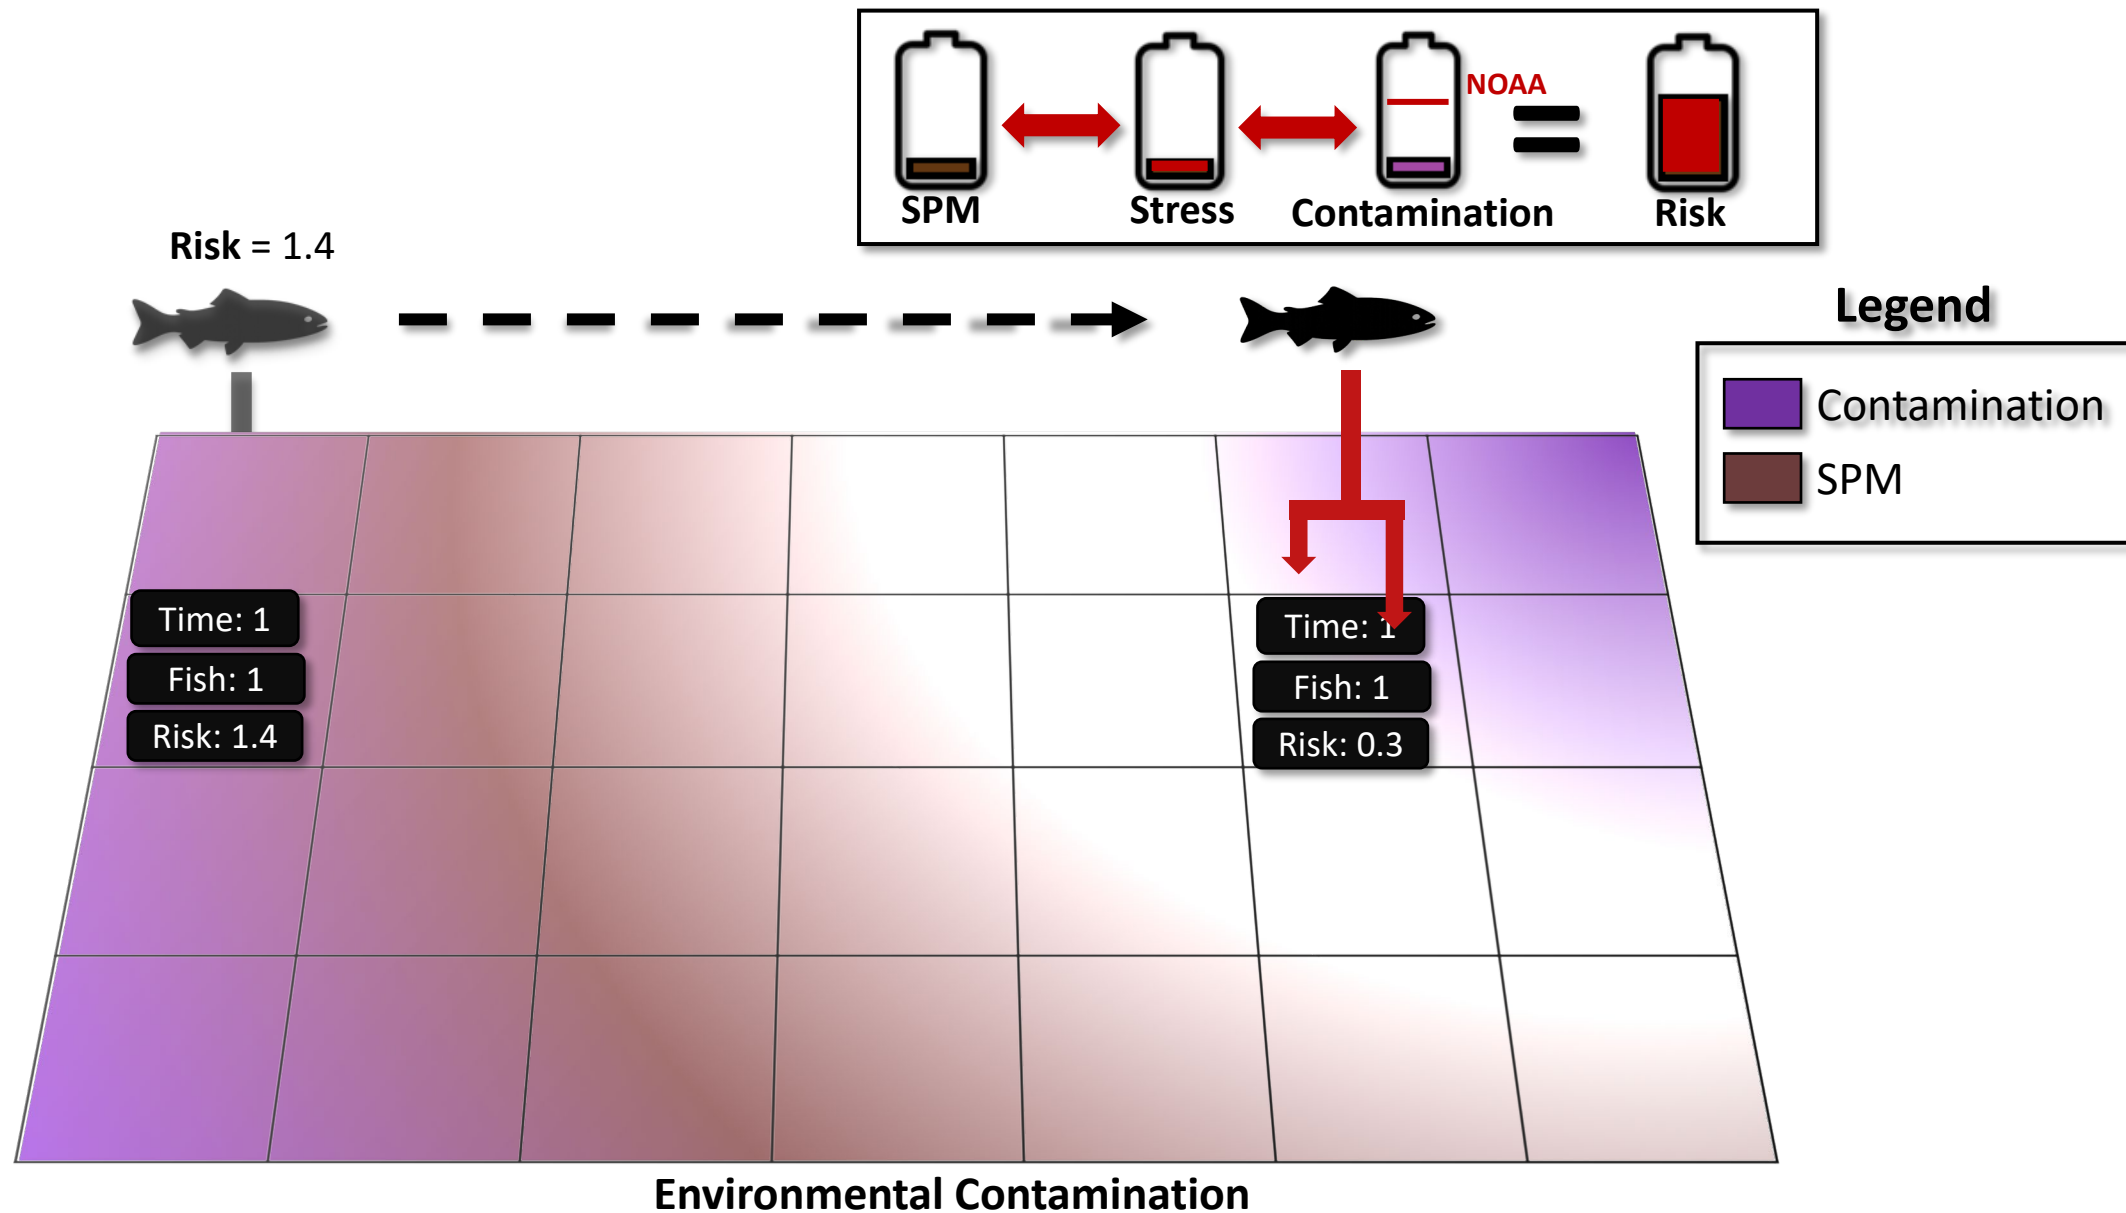 NOAA
SPM
Stress
Contamination
Risk
Risk = 1.4
Legend
Contamination
SPM
Time: 1
Fish: 1
Risk: 1.4
Time: 1
Fish: 1
Risk: 0.3
Environmental Contamination